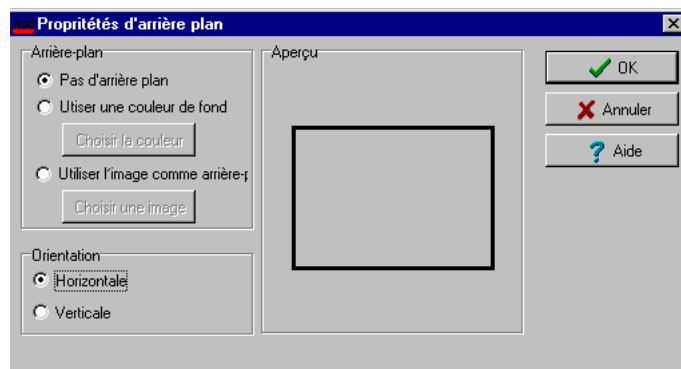 Propritétés d'arrière plan
Arrière-plan
Pas d'arrière plan
Utiser une couleur de fond
Choisir la couleur
Utiliser l'image comme arrière-p
Choisir une image
Orientation
Horizontale
Verticale
Aperçu
OK
Annuler
Aide